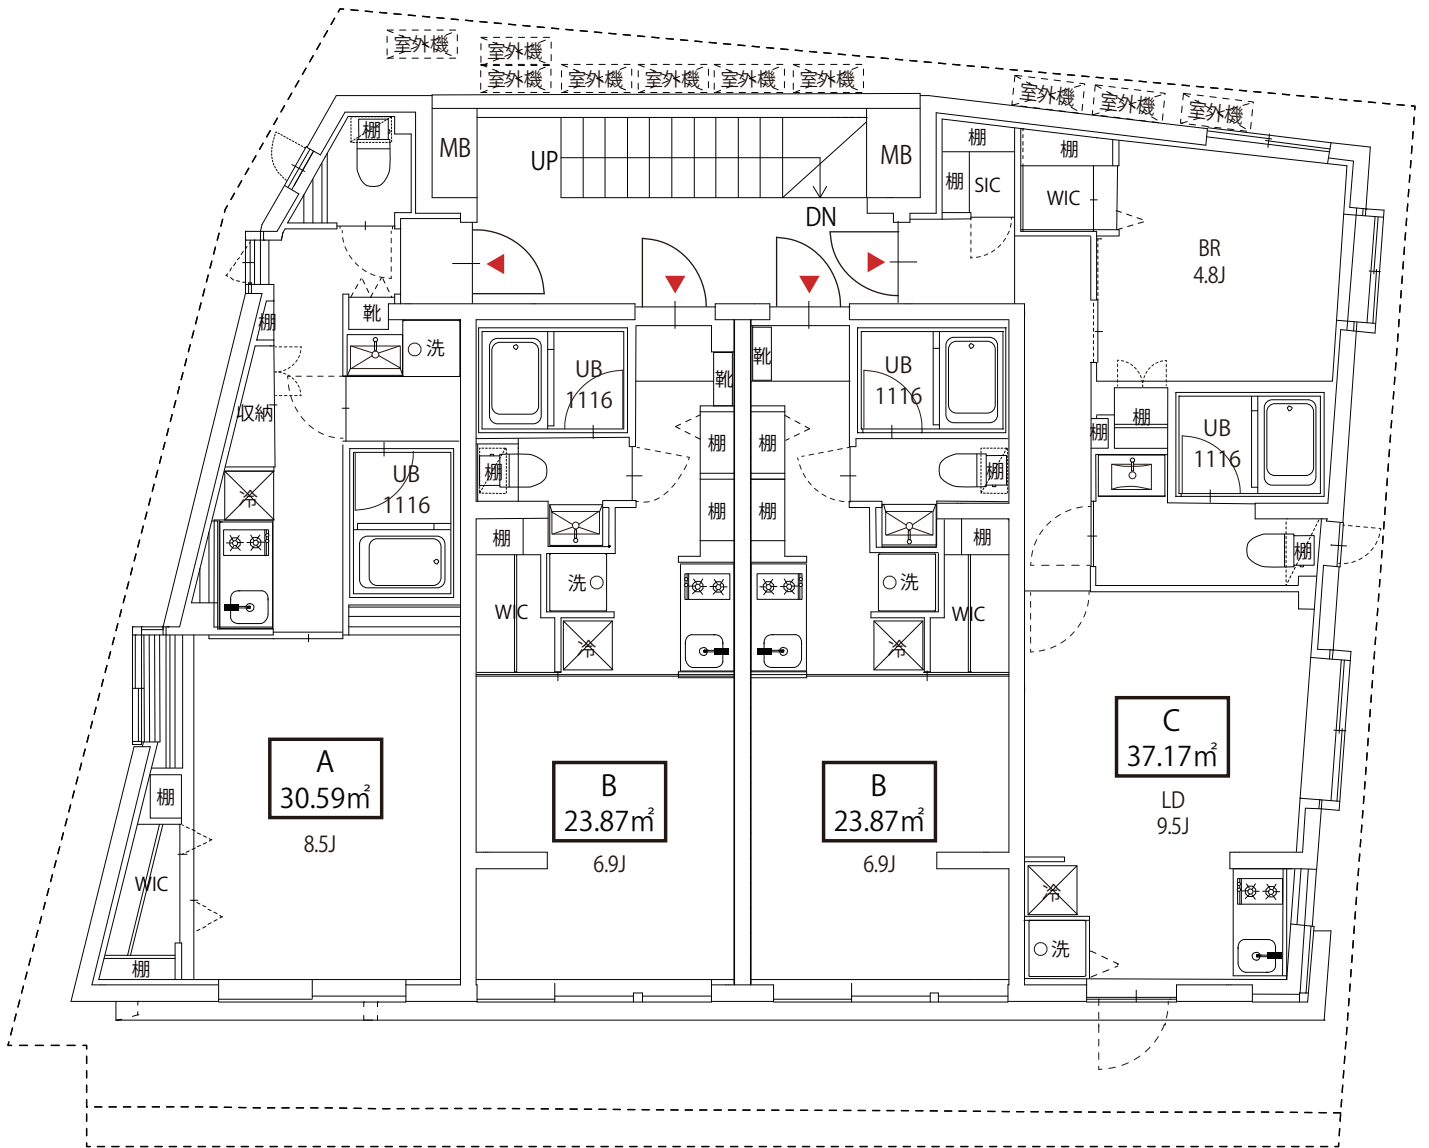 室外機
室外機
室外機
室外機
室外機
室外機
室外機
室外機
室外機
室外機
棚
MB
UP
DN
MB
棚
棚
SIC
棚
WIC
BR
4.8J
棚
靴
洗
収納
冷
UB
1116
UB
1116
靴
棚
棚
棚
棚
洗
WIC
冷
靴
UB
1116
棚
棚
棚
棚
洗
WIC
冷
棚
棚
UB
1116
棚
A
30.59㎡
8.5J
棚
WIC
棚
B
23.87㎡
6.9J
B
23.87㎡
6.9J
C
37.17㎡
LD
9.5J
冷
洗